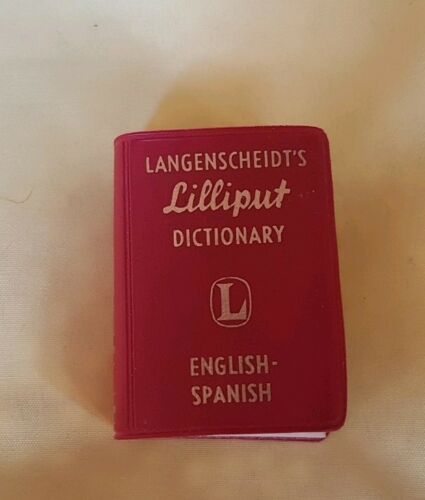 LANGENSCHEIDT'S
Lilliput
DICTIONARY
L
ENGLISH-
SPANISH